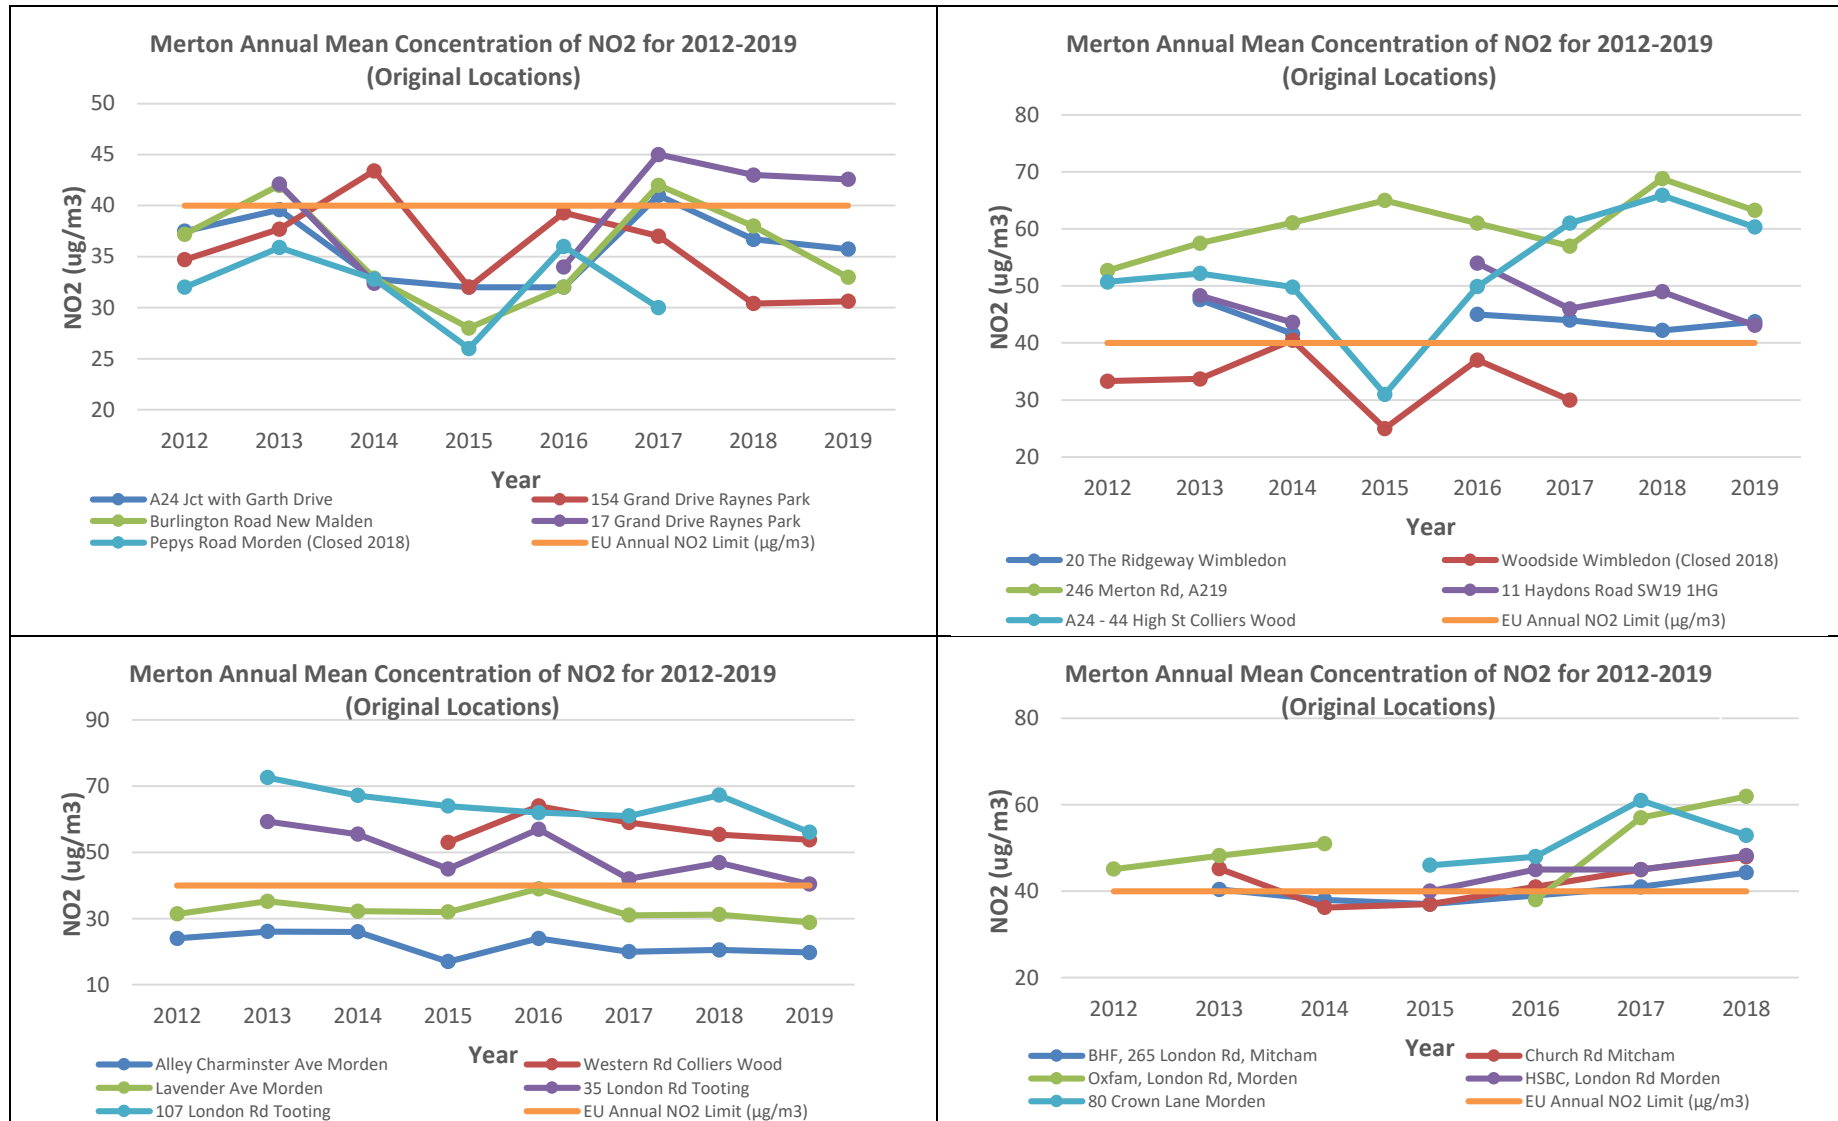 Merton Annual Mean Concentration of NO2 for 2012-2019
(Original Locations)
50
45
40
35
30
25
20
NO2 (ug/m3)
2012 2013 2014 2015 2016 2017 2018 2019
Year
A24 Jct with Garth Drive
154 Grand Drive Raynes Park
Burlington Road New Malden
17 Grand Drive Raynes Park
Pepys Road Morden (Closed 2018)
EU Annual NO2 Limit (µg/m3)
Merton Annual Mean Concentration of NO2 for 2012-2019
(Original Locations)
80
70
60
50
40
30
20
NO2 (ug/m3)
2012 2013 2014 2015 2016 2017 2018 2019
Year
20 The Ridgeway Wimbledon
Woodside Wimbledon (Closed 2018)
246 Merton Rd, A219
11 Haydons Road SW19 1HG
A24 - 44 High St Colliers Wood
EU Annual NO2 Limit (µg/m3)
Merton Annual Mean Concentration of NO2 for 2012-2019
(Original Locations)
90
70
50
30
10
NO2 (ug/m3)
2012 2013 2014 2015 2016 2017 2018 2019
Year
Alley Charminster Ave Morden
Western Rd Colliers Wood
Lavender Ave Morden
35 London Rd Tooting
107 London Rd Tooting
EU Annual NO2 Limit (µg/m3)
Merton Annual Mean Concentration of NO2 for 2012-2019
(Original Locations)
80
60
40
20
NO2 (ug/m3)
2012 2013 2014 2015 2016 2017 2018
Year
BHF, 265 London Rd, Mitcham
Church Rd Mitcham
Oxfam, London Rd, Morden
HSBC, London Rd Morden
80 Crown Lane Morden
EU Annual NO2 Limit (µg/m3)